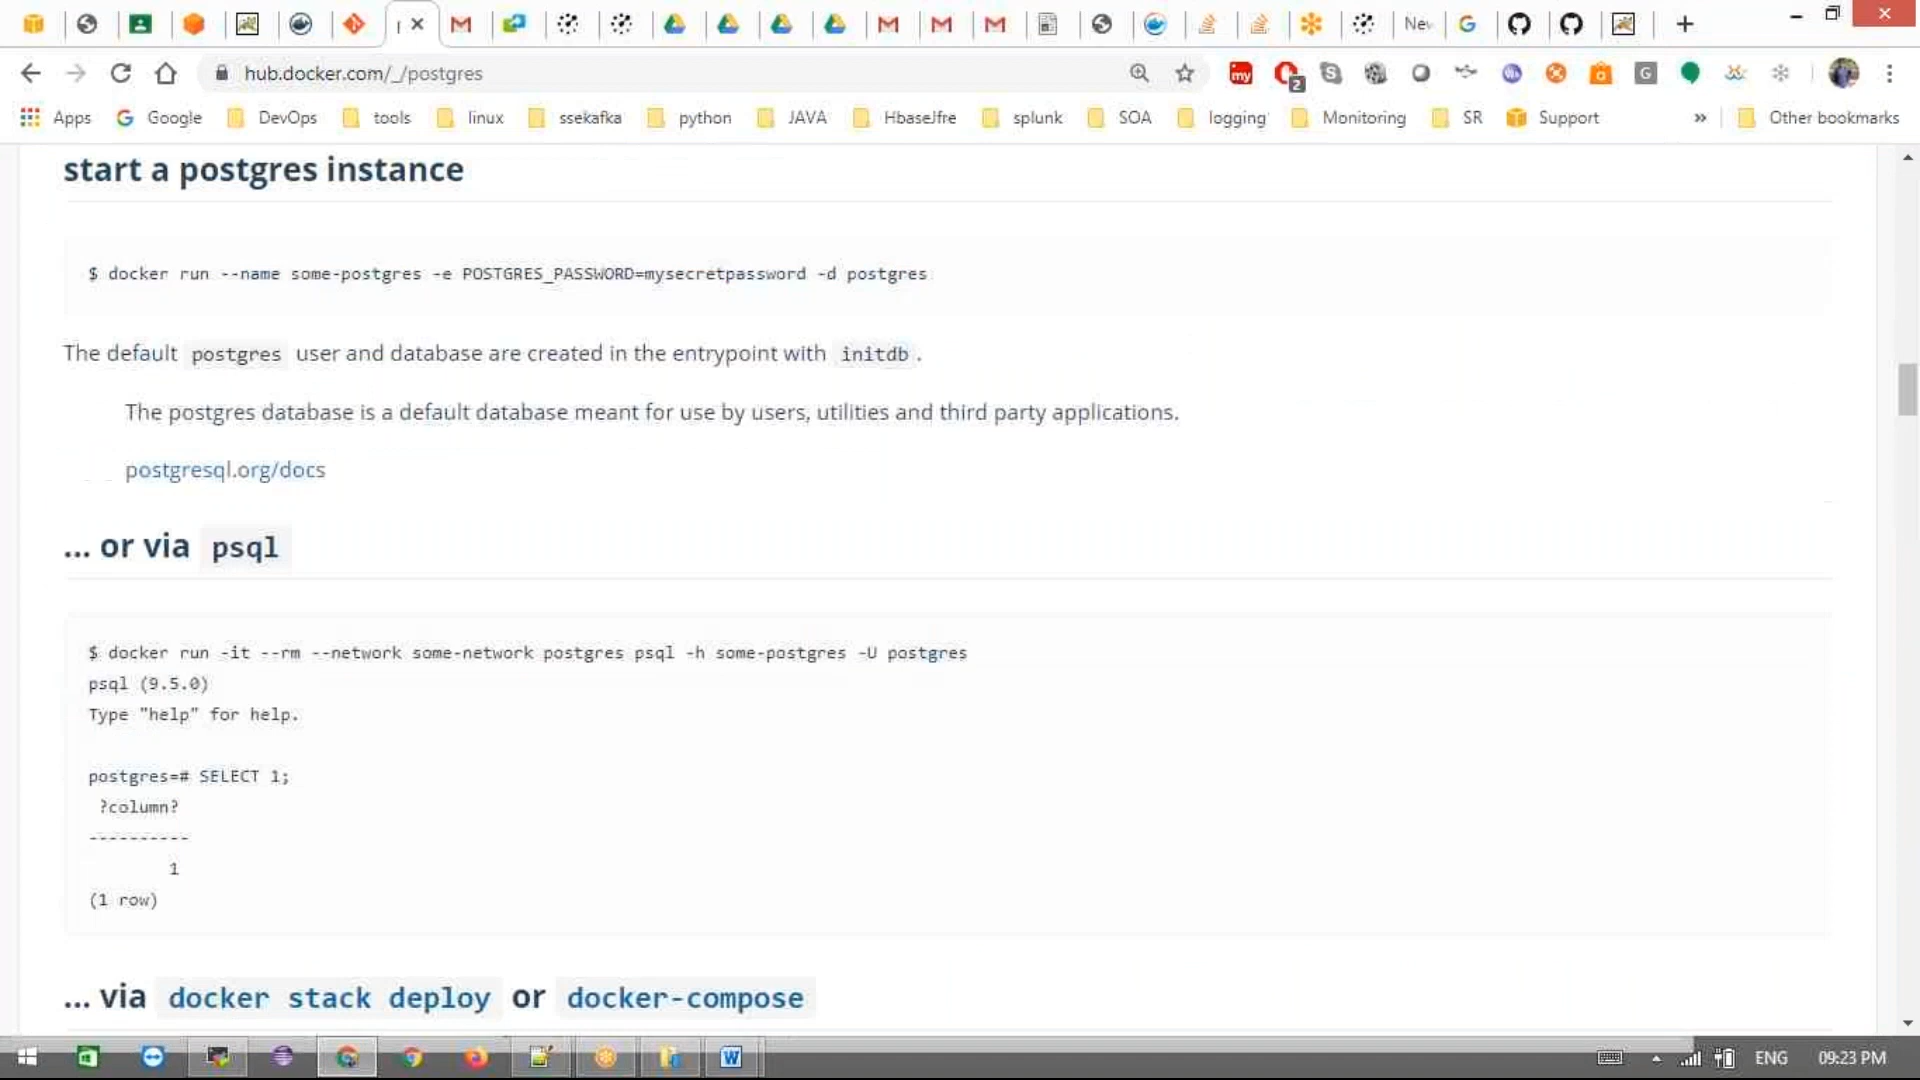 New
hub.docker.com/_/postgres
my
2
G
Apps
Google
DevOps
tools
linux
ssekafka
python
JAVA
HbaseJfre
splunk
SOA
logging
Monitoring
SR
Support
»
Other bookmarks
start a postgres instance
$ docker run --name some-postgres -e POSTGRES_PASSWORD=mysecretpassword -d postgres
The default postgres user and database are created in the entrypoint with initdb .
The postgres database is a default database meant for use by users, utilities and third party applications.
postgresql.org/docs
... or via psql
$ docker run -it --rm --network some-network postgres psql -h some-postgres -U postgres
psql (9.5.0)
Type "help" for help.
postgres=# SELECT 1;
?column?
----------
1
(1 row)
... via docker stack deploy or docker-compose
ENG
09:23 PM